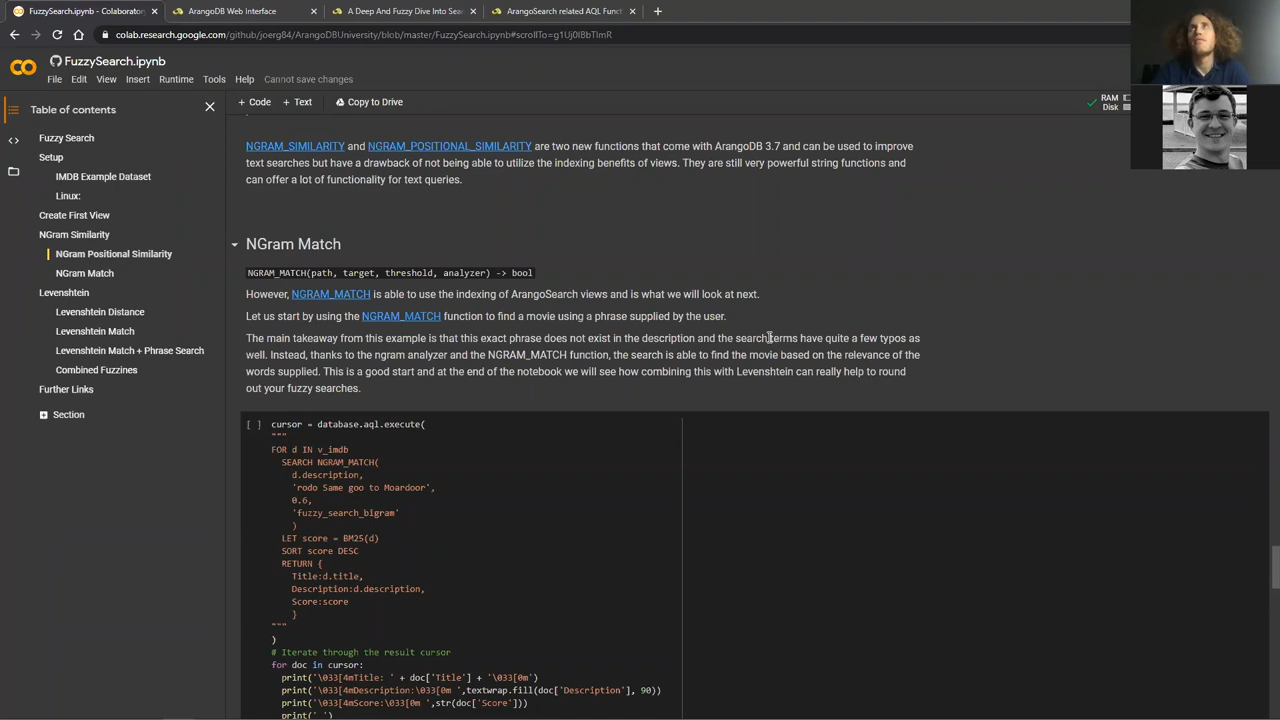 FuzzySearch.ipynb - Colaborator
ArangoDB Web Interface
A Deep And Fuzzy Dive Into Sea
ArangoSearch related AQL Funct
colab.research.google.com/github/joerg84/ArangoDBUniversity/blob/master/FuzzySearch.ipynb#scrollTo=g1Uj0IBbTImR
FuzzySearch.ipynb
File Edit View Insert Runtime Tools Help Cannot save changes
Table of contents
+ Code + Text Copy to Drive
RAM
Disk
Fuzzy Search
Setup
IMDB Example Dataset
Linux:
Create First View
NGram Similarity
NGram Positional Similarity
NGram Match
Levenshtein
Levenshtein Distance
Levenshtein Match
Levenshtein Match + Phrase Search
Combined Fuzzines
Further Links
Section
NGRAM_SIMILARITY and NGRAM_POSITIONAL_SIMILARITY are two new functions that come with ArangoDB 3.7 and can be used to improve
text searches but have a drawback of not being able to utilize the indexing benefits of views. They are still very powerful string functions and
can offer a lot of functionality for text queries.
NGram Match
NGRAM_MATCH(path, target, threshold, analyzer) -> bool
However, NGRAM_MATCH is able to use the indexing of ArangoSearch views and is what we will look at next.
Let us start by using the NGRAM_MATCH function to find a movie using a phrase supplied by the user.
The main takeaway from this example is that this exact phrase does not exist in the description and the search terms have quite a few typos as
well. Instead, thanks to the ngram analyzer and the NGRAM_MATCH function, the search is able to find the movie based on the relevance of the
words supplied. This is a good start and at the end of the notebook we will see how combining this with Levenshtein can really help to round
out your fuzzy searches.
[ ] cursor = database.aql.execute(
"""
FOR d IN v_imdb
SEARCH NGRAM_MATCH(
d.description,
'rodo Same goo to Moardoor',
0.6,
'fuzzy_search_bigram'
)
LET score = BM25(d)
SORT score DESC
RETURN {
Title:d.title,
Description:d.description,
Score:score
}
"""
)
# Iterate through the result cursor
for doc in cursor:
print('\033[4mTitle: ' + doc['Title'] + '\033[0m')
print('\033[4mDescription:\033[0m ',textwrap.fill(doc['Description'], 90))
print('\033[4mScore:\033[0m ',str(doc['Score']))
print(' ')